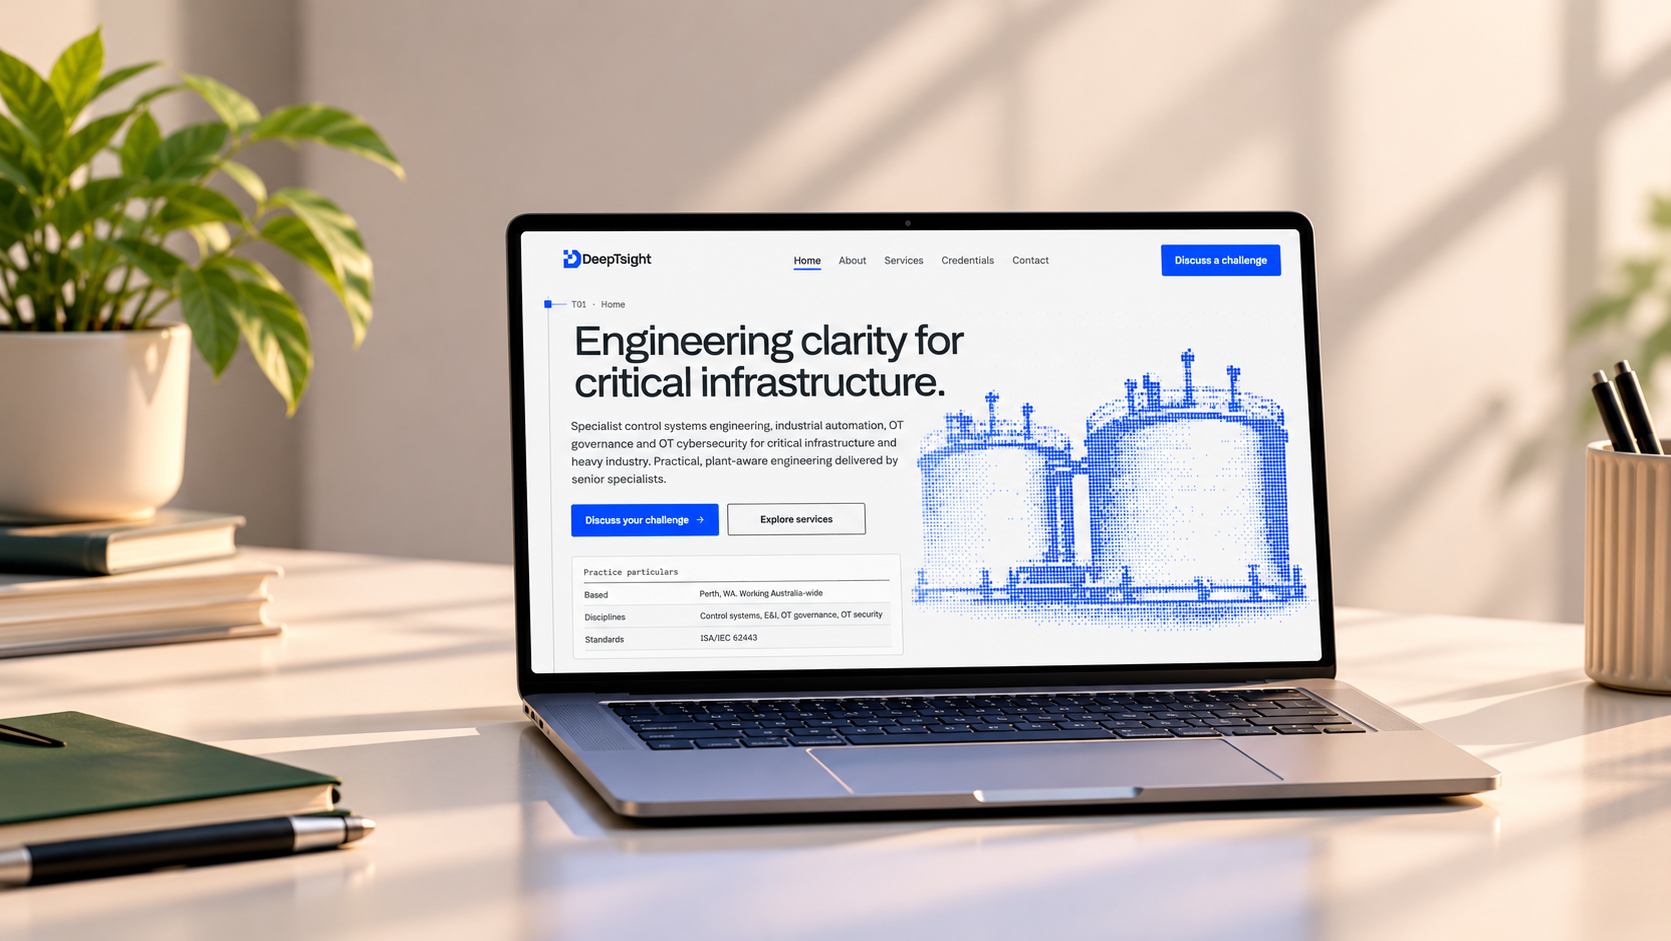 DeepTsight
Home About Services Credentials Contact
Discuss a challenge
T01 · Home
Engineering clarity for
critical infrastructure.
Specialist control systems engineering, industrial automation, OT
governance and OT cybersecurity for critical infrastructure and
heavy industry. Practical, plant-aware engineering delivered by
senior specialists.
Discuss your challenge →
Explore services
Practice particulars
Based Perth, WA. Working Australia-wide
Disciplines Control systems, E&I, OT governance, OT security
Standards ISA/IEC 62443